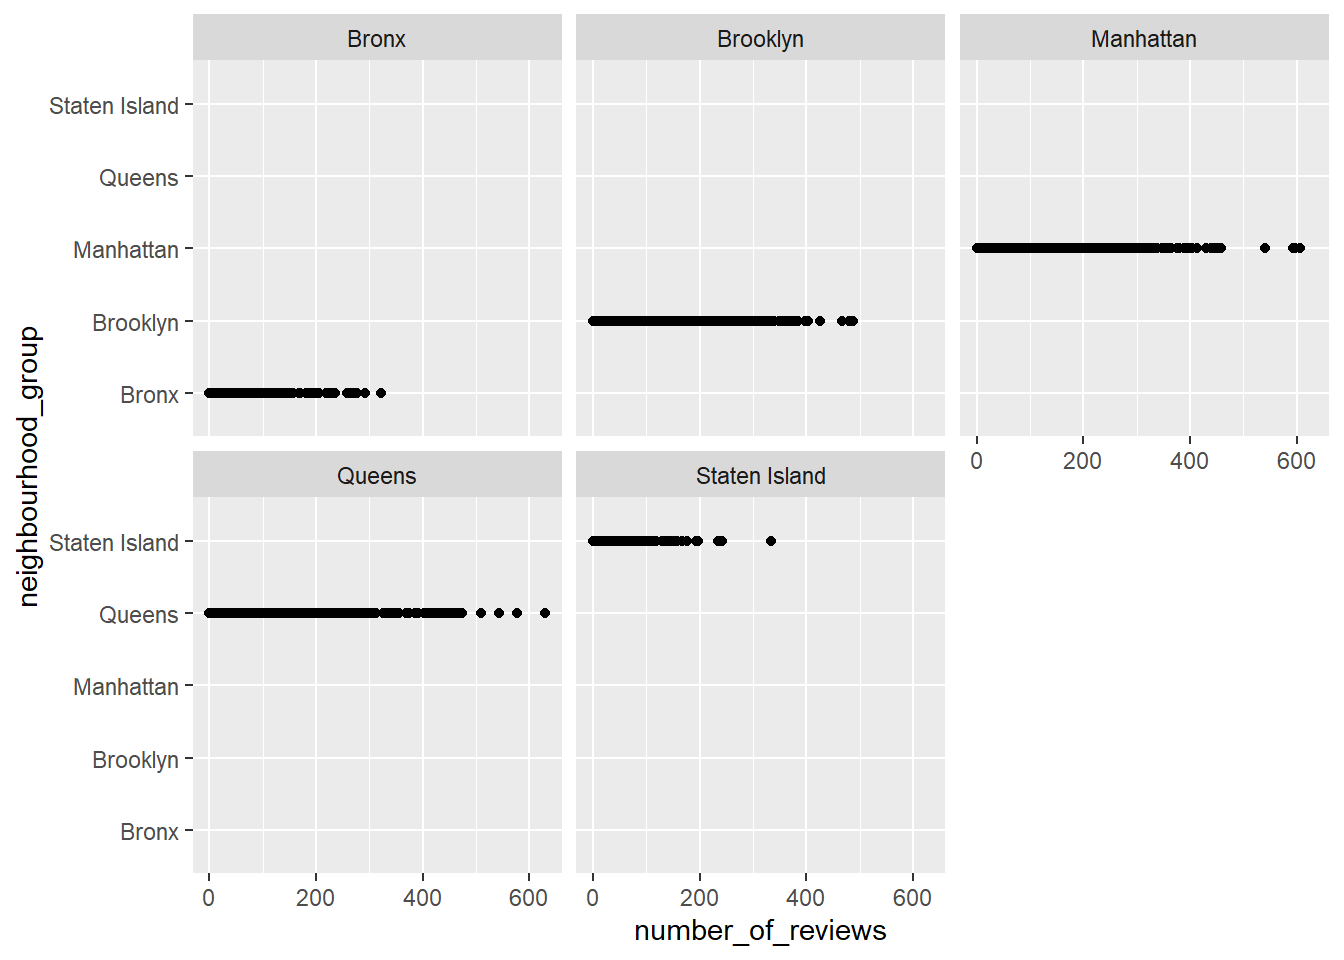 Bronx
Brooklyn
Manhattan
Staten Island
Queens
Manhattan
Brooklyn
Bronx
0 200 400 600
Queens
Staten Island
Staten Island
Queens
Manhattan
Brooklyn
Bronx
0 200 400 600
0 200 400 600
number_of_reviews
neighbourhood_group